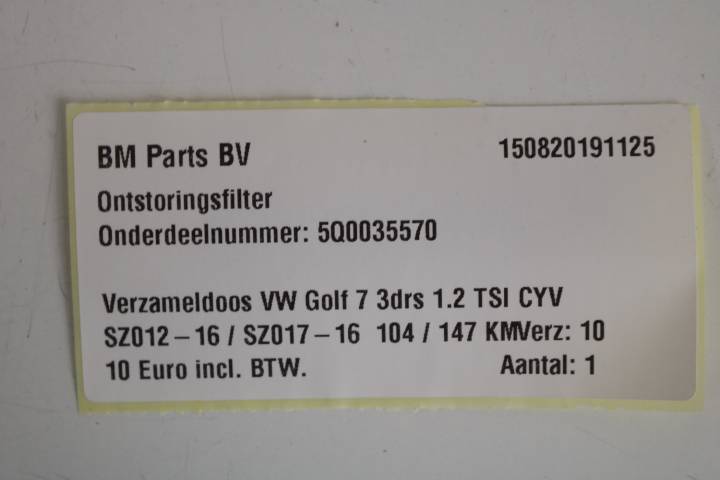 BM Parts BV 150820191125
Ontstoringsfilter
Onderdeelnummer: 5Q0035570
Verzameldoos VW Golf 7 3drs 1.2 TSI CYV
SZ012-16 / SZ017-16 104 / 147 KMVerz: 10
10 Euro incl. BTW. Aantal: 1